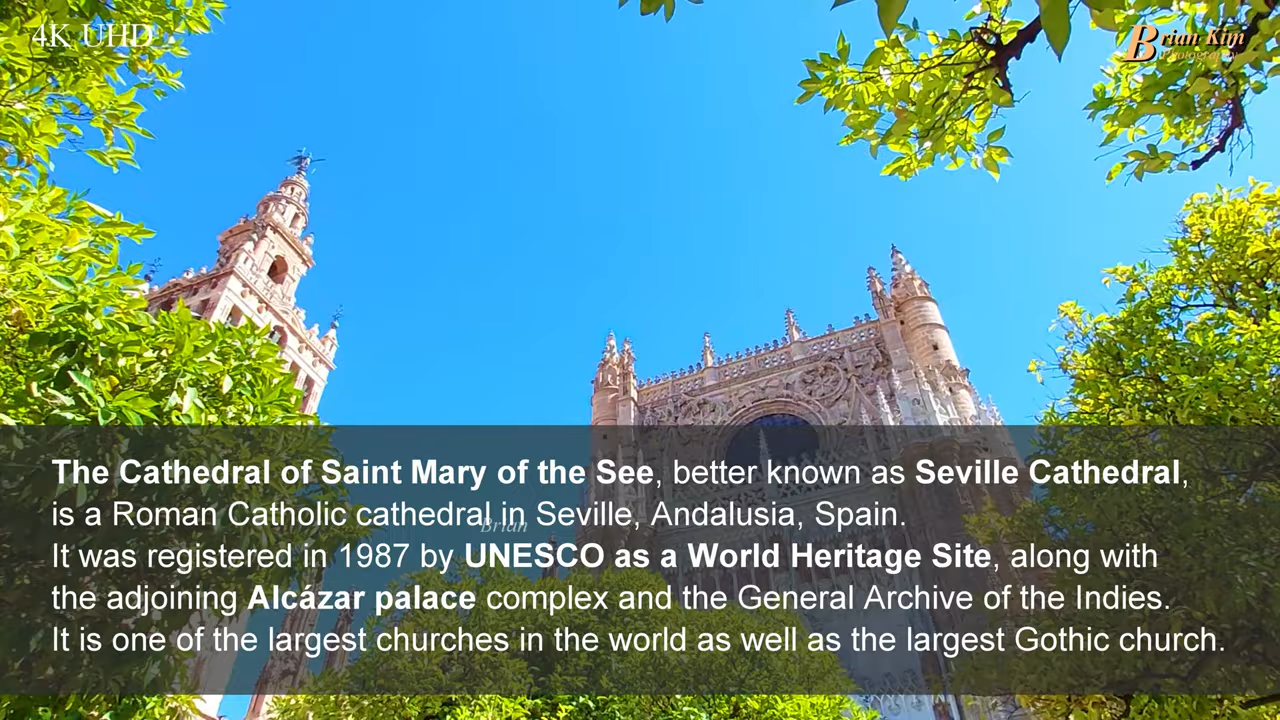 4K UHD
Brian Kim
Photography
The Cathedral of Saint Mary of the See, better known as Seville Cathedral,
is a Roman Catholic cathedral in Seville, Andalusia, Spain.
Brian
It was registered in 1987 by UNESCO as a World Heritage Site, along with
the adjoining Alcázar palace complex and the General Archive of the Indies.
It is one of the largest churches in the world as well as the largest Gothic church.